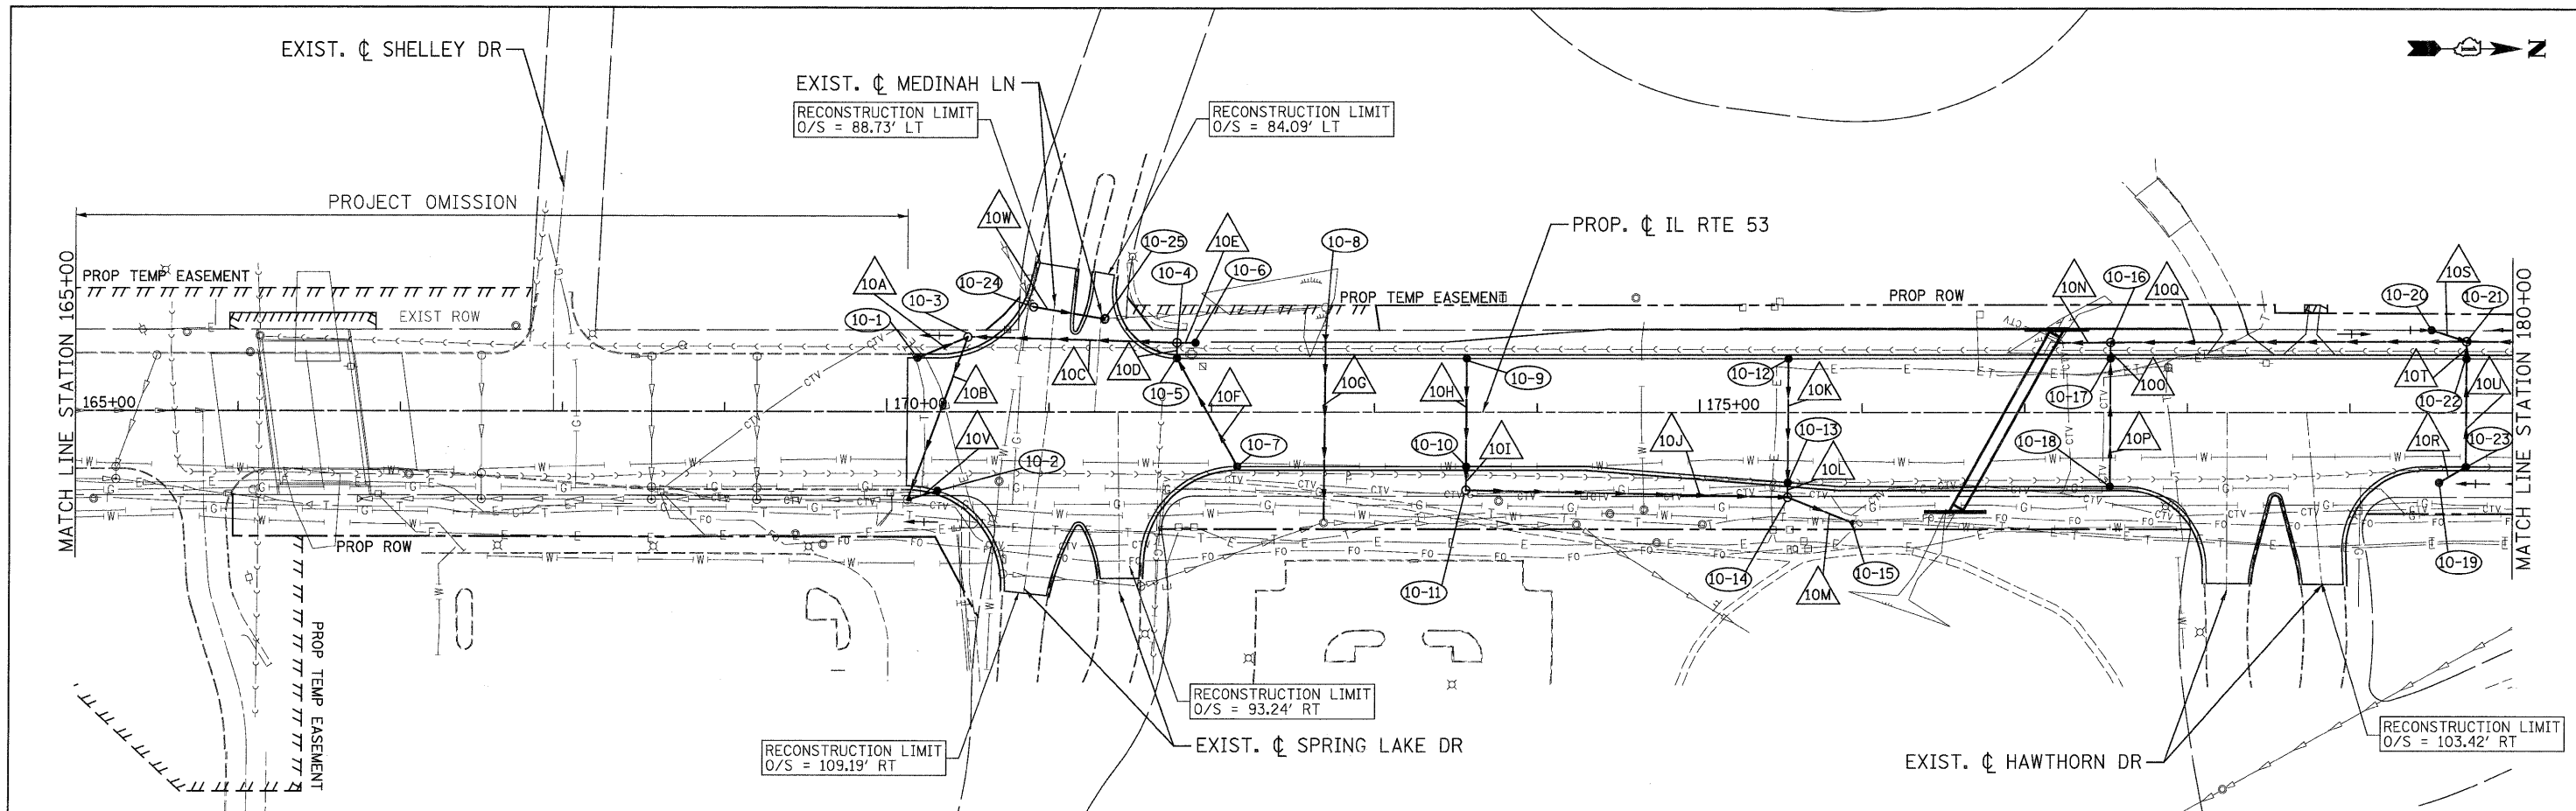 EXIST. ℄ SHELLEY DR
EXIST. ℄ MEDINAH LN
RECONSTRUCTION LIMIT
O/S = 88.73' LT
RECONSTRUCTION LIMIT
O/S = 84.09' LT
N
PROJECT OMISSION
PROP. ℄ IL RTE 53
MATCH LINE STATION 165+00
MATCH LINE STATION 180+00
PROP TEMP EASEMENT
EXIST ROW
PROP TEMP EASEMENT
PROP ROW
10W
10-24
10-25
10-4
10E
10-6
10-8
10A
10-3
10-1
10N
10-16
10Q
10-20
10S
10-21
10C
10D
10-5
10B
10F
10G
10H
10-9
10-12
10K
10-17
10O
10T
10U
10-22
165+00
170+00
175+00
10V
10-2
10-7
10-10
10I
10J
10-13
10L
10-18
10P
10R
10-23
10-11
10-14
10M
10-15
10-19
PROP ROW
PROP TEMP EASEMENT
RECONSTRUCTION LIMIT
O/S = 93.24' RT
RECONSTRUCTION LIMIT
O/S = 109.19' RT
EXIST. ℄ SPRING LAKE DR
EXIST. ℄ HAWTHORN DR
RECONSTRUCTION LIMIT
O/S = 103.42' RT